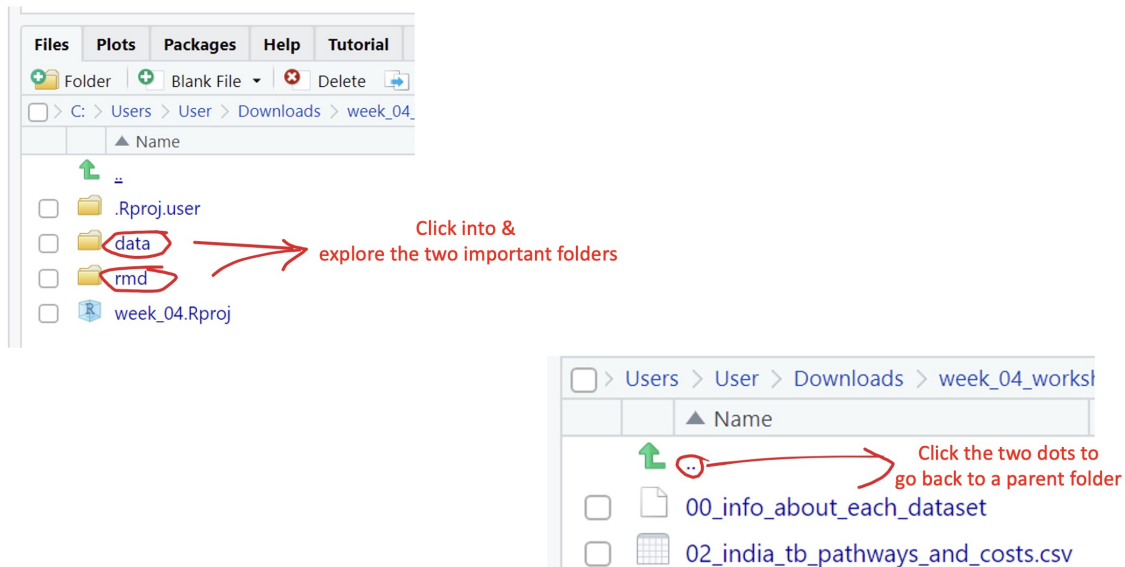 Files Plots Packages Help Tutorial
Folder Blank File Delete
C: > Users > User > Downloads > week_04_
Name
..
.Rproj.user
data
rmd
week_04.Rproj
Click into &
explore the two important folders
Users > User > Downloads > week_04_worksh
Name
..
Click the two dots to
go back to a parent folder
00_info_about_each_dataset
02_india_tb_pathways_and_costs.csv